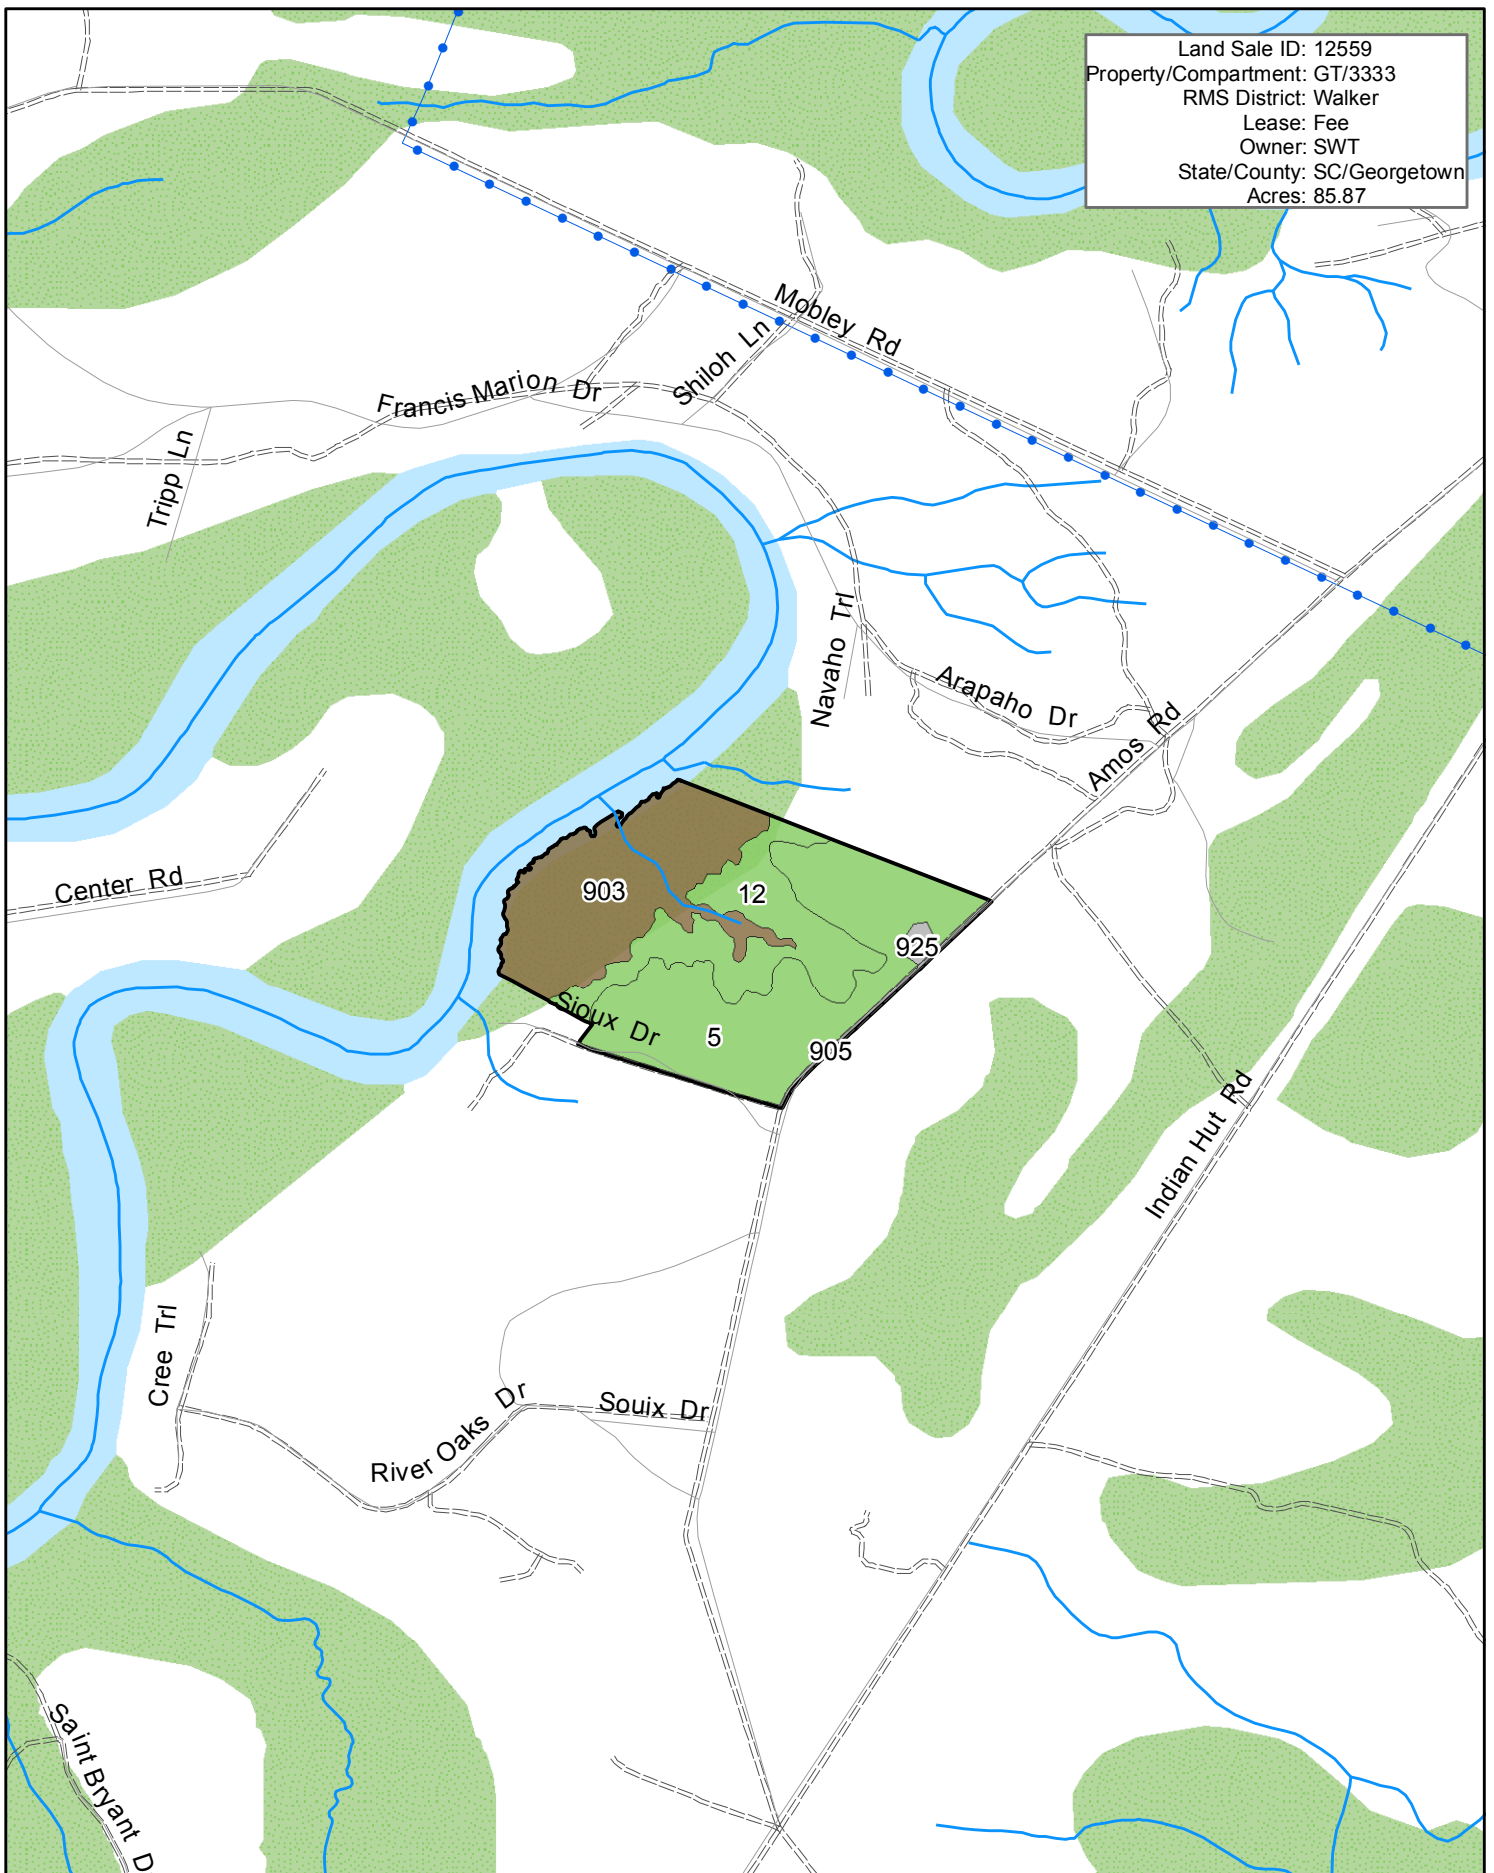 Land Sale ID: 12559
Property/Compartment: GT/3333
RMS District: Walker
Lease: Fee
Owner: SWT
State/County: SC/Georgetown
Acres: 85.87
Mobley Rd
Shiloh Ln
Francis Marion Dr
Tripp Ln
Navaho Trl
Arapaho Dr
Amos Rd
Center Rd
903
12
925
Sioux Dr
5
905
Indian Hut Rd
Cree Trl
River Oaks Dr
Souix Dr
Saint Bryant D